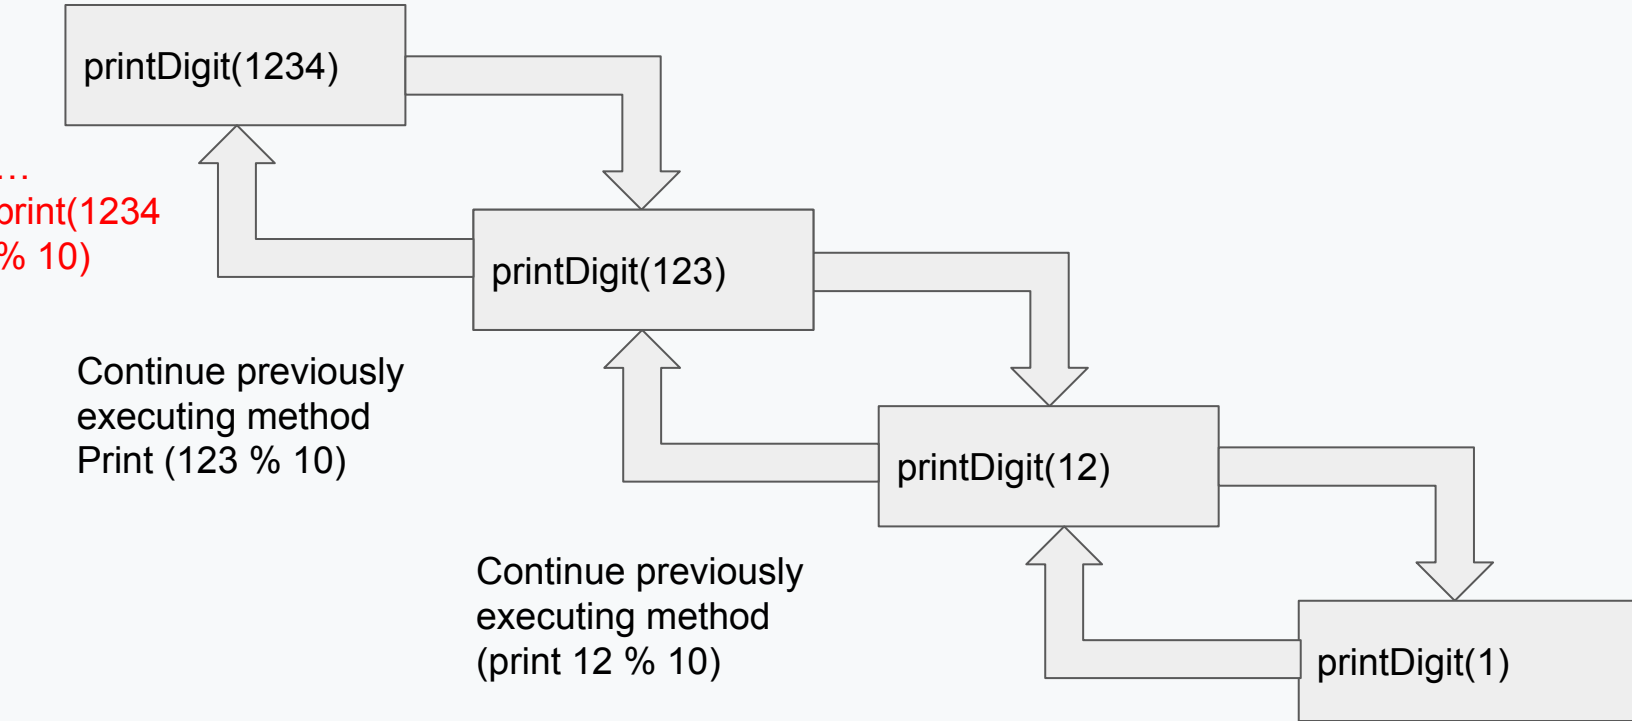 printDigit(1234)
…
print(1234
% 10)
printDigit(123)
Continue previously
executing method
Print (123 % 10)
printDigit(12)
Continue previously
executing method
(print 12 % 10)
printDigit(1)